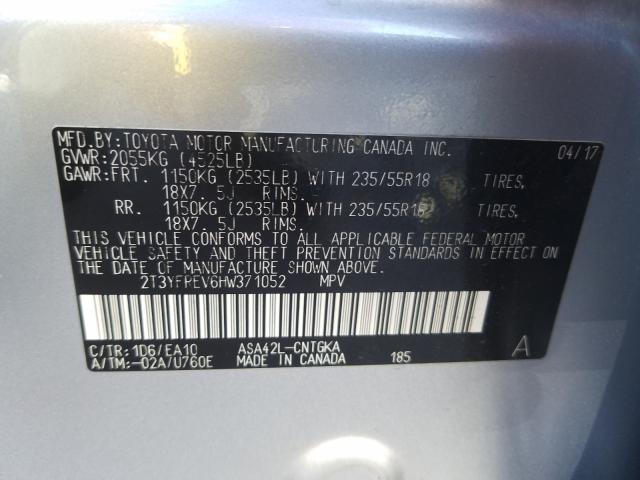 MFD.BY:TOYOTA MOTOR MANUFACTURING CANADA INC. 04/17
GVWR:2055KG (4525LB)
GAWR:FRT. 1150KG (2535LB) WITH 235/55R18 TIRES,
18X7. 5J RIMS.
RR. 1150KG (2535LB) WITH 235/55R18 TIRES,
18X7. 5J RIMS.
THIS VEHICLE CONFORMS TO ALL APPLICABLE FEDERAL MOTOR
VEHICLE SAFETY AND THEFT PREVENTION STANDARDS IN EFFECT ON
THE DATE OF MANUFACTURE SHOWN ABOVE.
2T3YFPEV6HW371052 MPV
C/TR: 1D6/EA10 ASA42L-CNTGKA
A/TM:-02A/U760E MADE IN CANADA 185 A